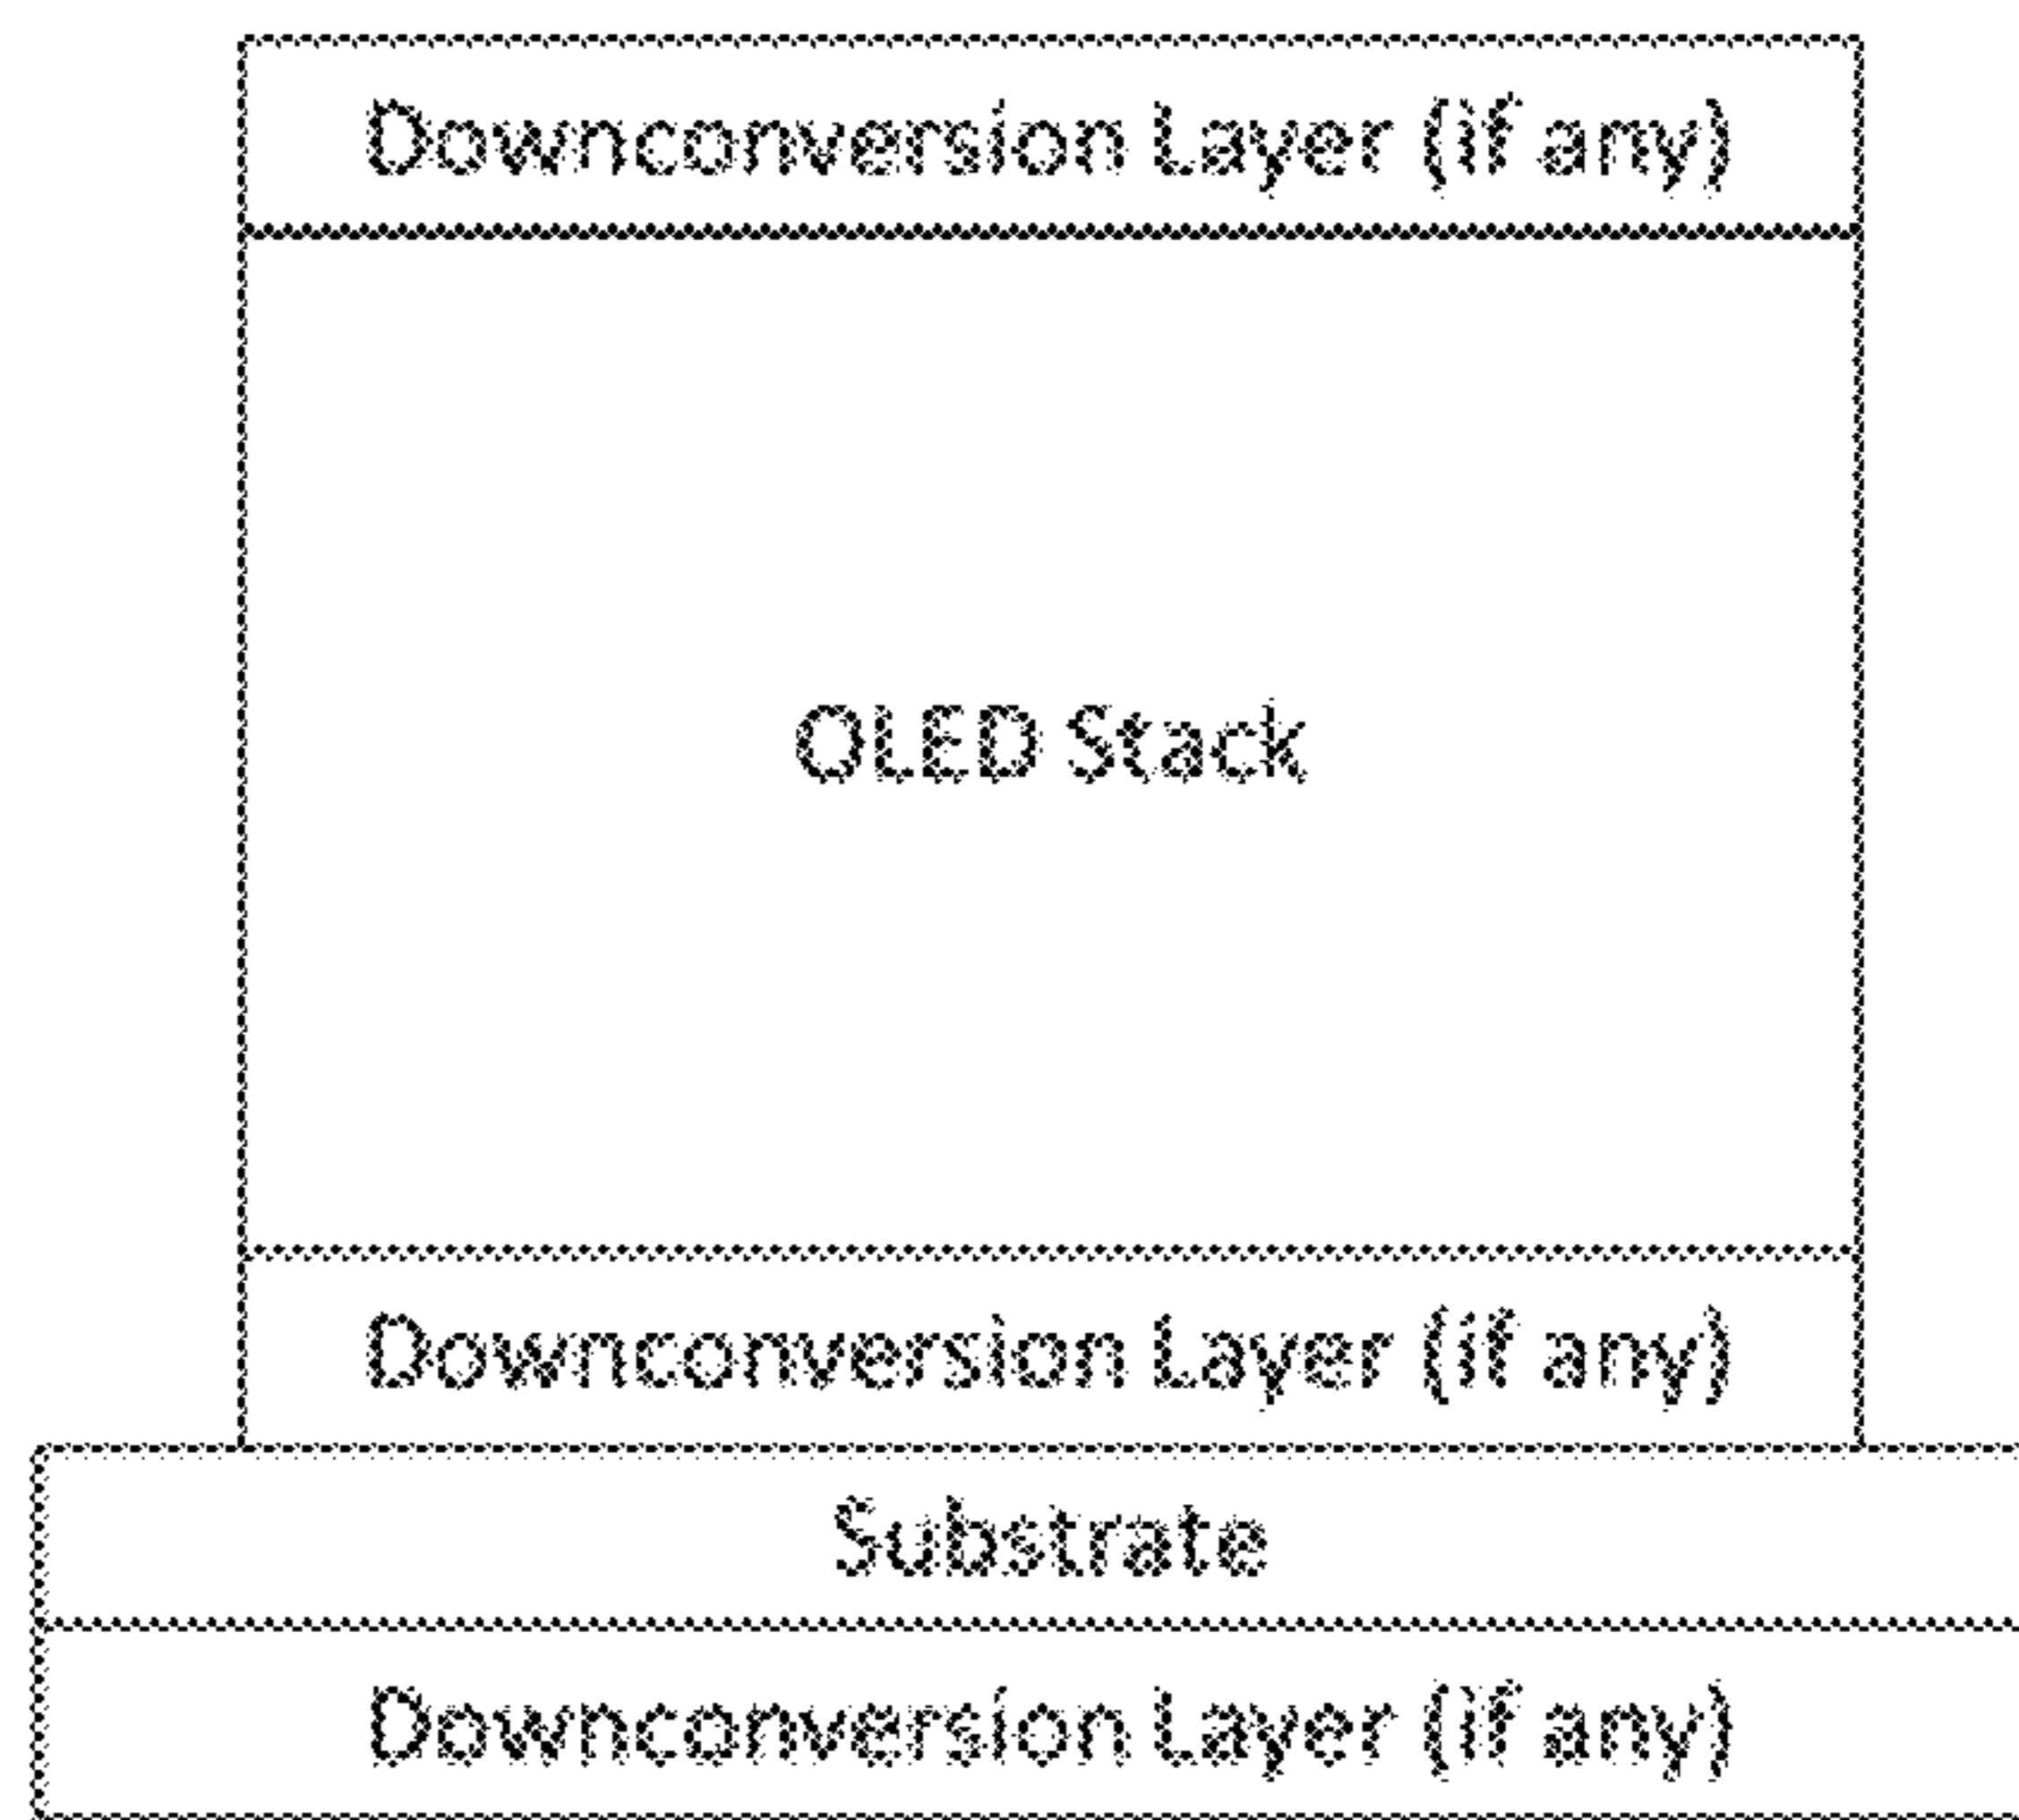 Downconversion Layer (if any)
OLED Stack
Downconversion Layer (if any)
Substrate
Downconversion Layer (if any)